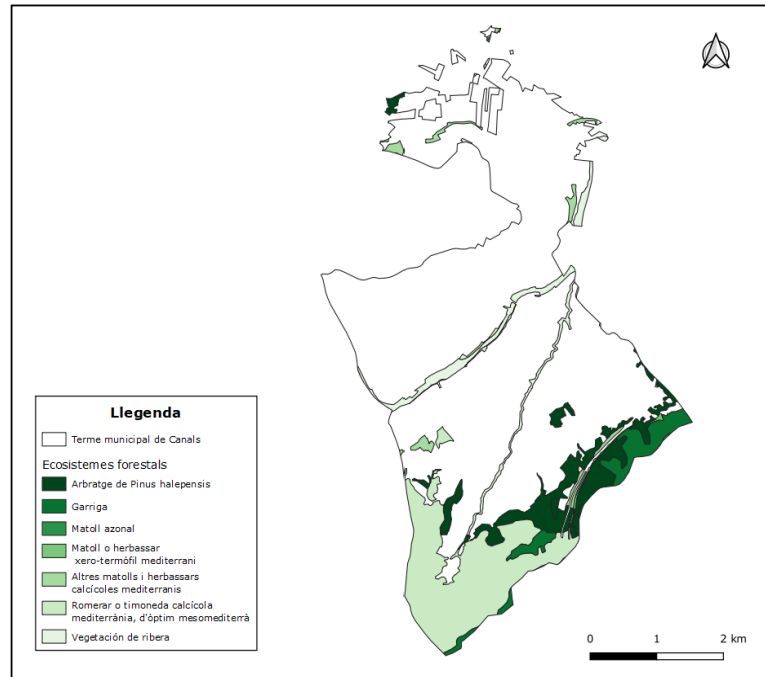 Llegenda
Terme municipal de Canals
Ecosistemes forestals
Arbratge de Pinus halepensis
Garriga
Matoll azonal
Matoll o herbassar
xero-termòfil mediterrani
Altres matolls i herbassars
calcícoles mediterranis
Romerar o timoneda calcícola
mediterrània, d'òptim mesomediterrà
Vegetación de ribera
0 1 2 km